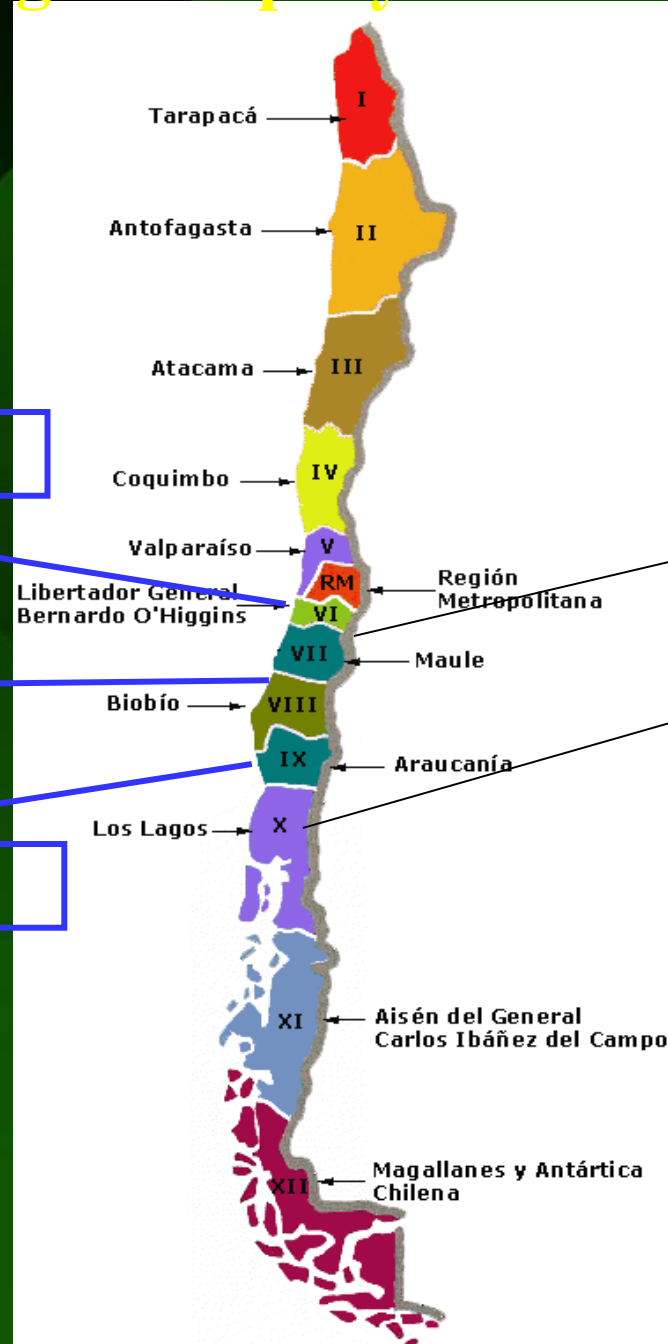 I
Tarapacá
II
Antofagasta
III
Atacama
IV
Coquimbo
V
Valparaíso
RM
Región
Metropolitana
Libertador General
Bernardo O'Higgins
VI
VII
Maule
VIII
Biobío
IX
Araucanía
X
Los Lagos
XI
Aisén del General
Carlos Ibáñez del Campo
XII
Magallanes y Antártica
Chilena